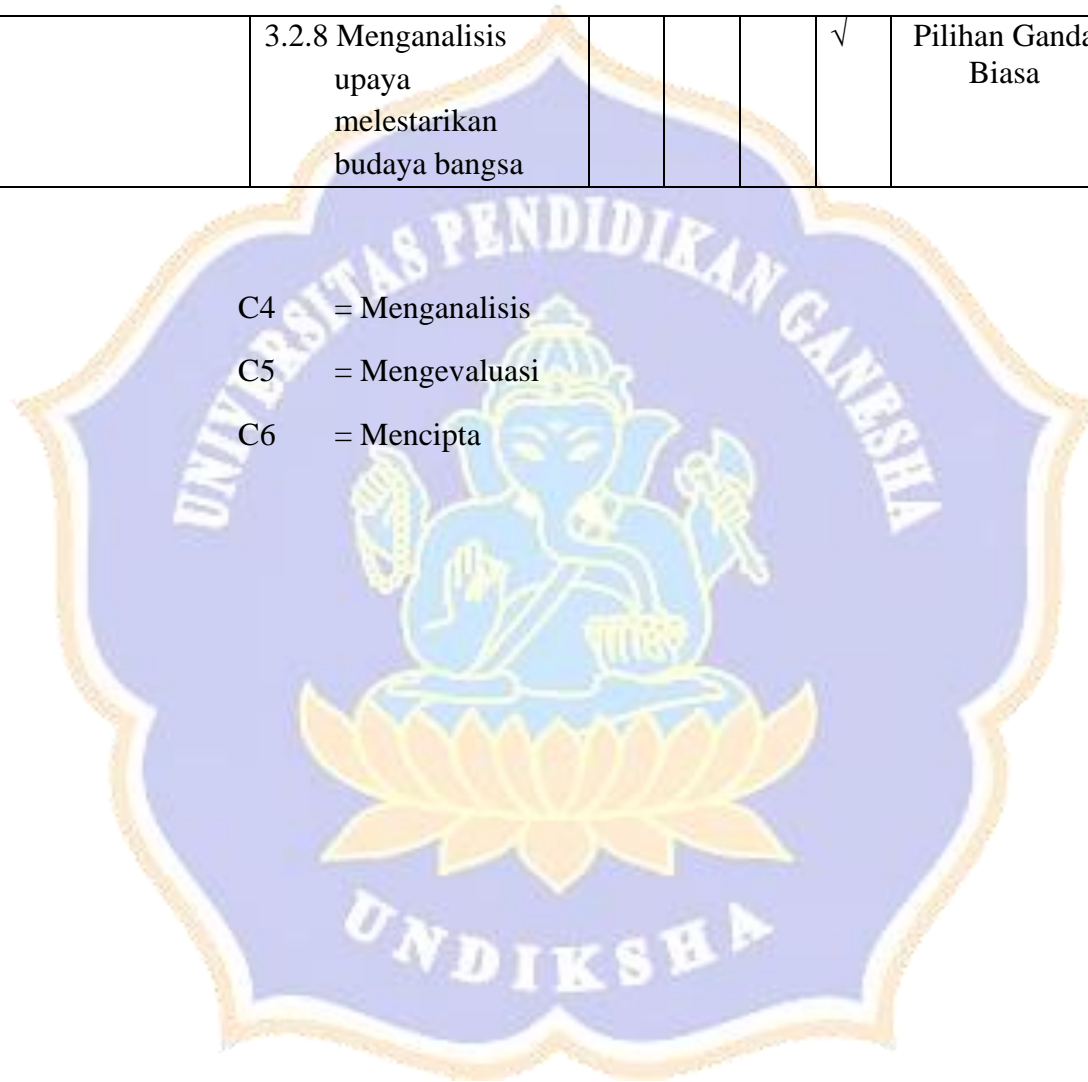 3.2.8 Menganalisis √ Pilihan Ganda
upaya Biasa
melestarikan
budaya bangsa
UNIVERSITAS PENDIDIKAN GANESHA
C4 = Menganalisis
C5 = Mengevaluasi
C6 = Mencipta
UNDIKSHA